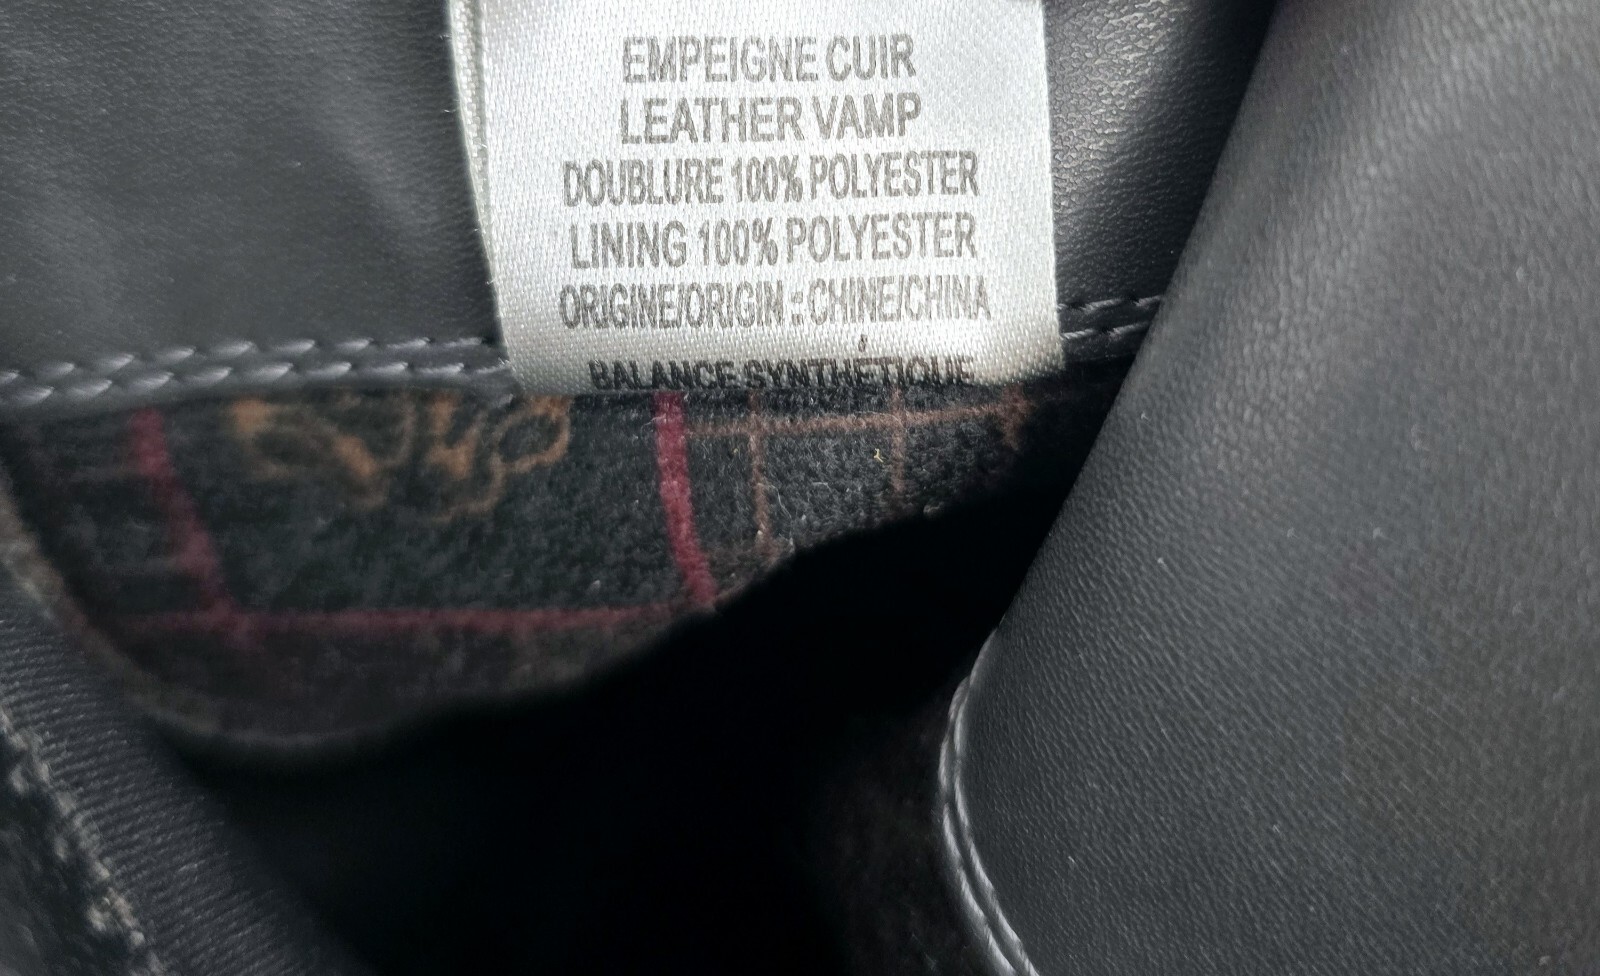 EMPEIGNE CUIR
LEATHER VAMP
DOUBLURE 100% POLYESTER
LINING 100% POLYESTER
ORIGINE/ORIGIN : CHINE/CHINA
BALANCE SYNTHÉTIQUE